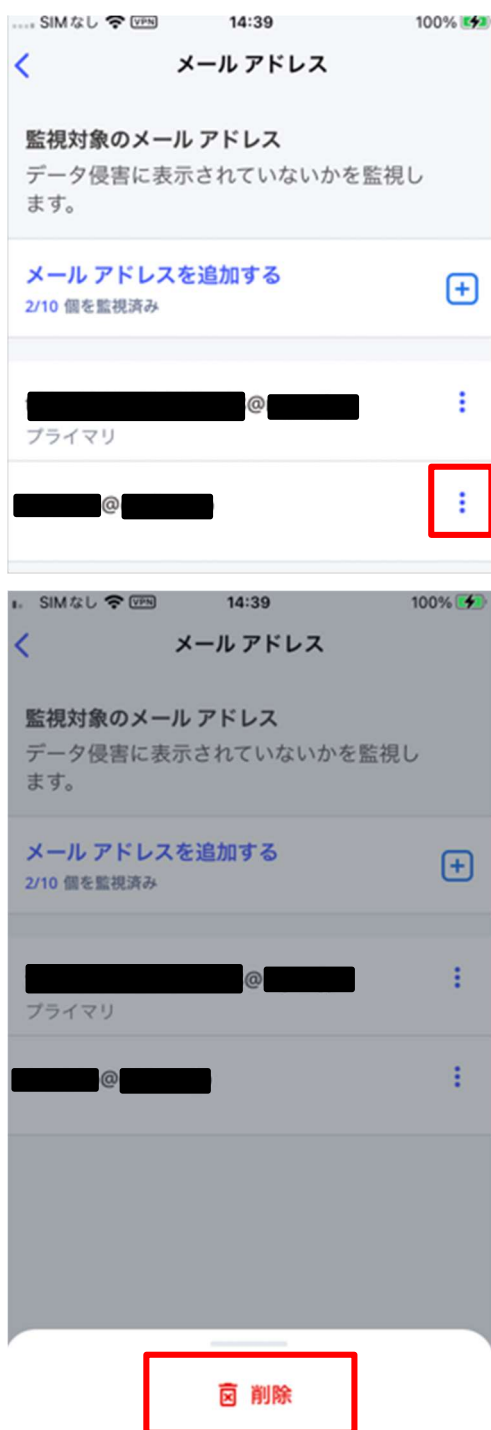 SIMなし VPN 14:39 100%
メール アドレス
監視対象のメール アドレス
データ侵害に表示されていないかを監視し
ます。
メール アドレスを追加する
2/10 個を監視済み
@
プライマリ
@
SIMなし VPN 14:39 100%
メール アドレス
監視対象のメール アドレス
データ侵害に表示されていないかを監視し
ます。
メール アドレスを追加する
2/10 個を監視済み
@
プライマリ
@
削除